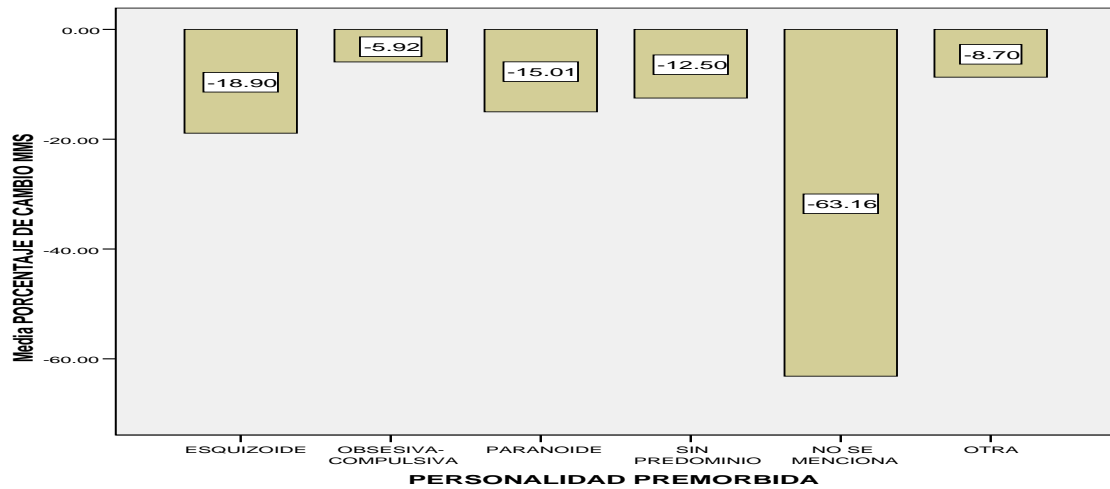 Media PORCENTAJE DE CAMBIO MMS
0.00
-20.00
-40.00
-60.00
-18.90
-5.92
-15.01
-12.50
-63.16
-8.70
ESQUIZOIDE
OBSESIVA-
COMPULSIVA
PARANOIDE
SIN
PREDOMINIO
NO SE
MENCIONA
OTRA
PERSONALIDAD PREMORBIDA